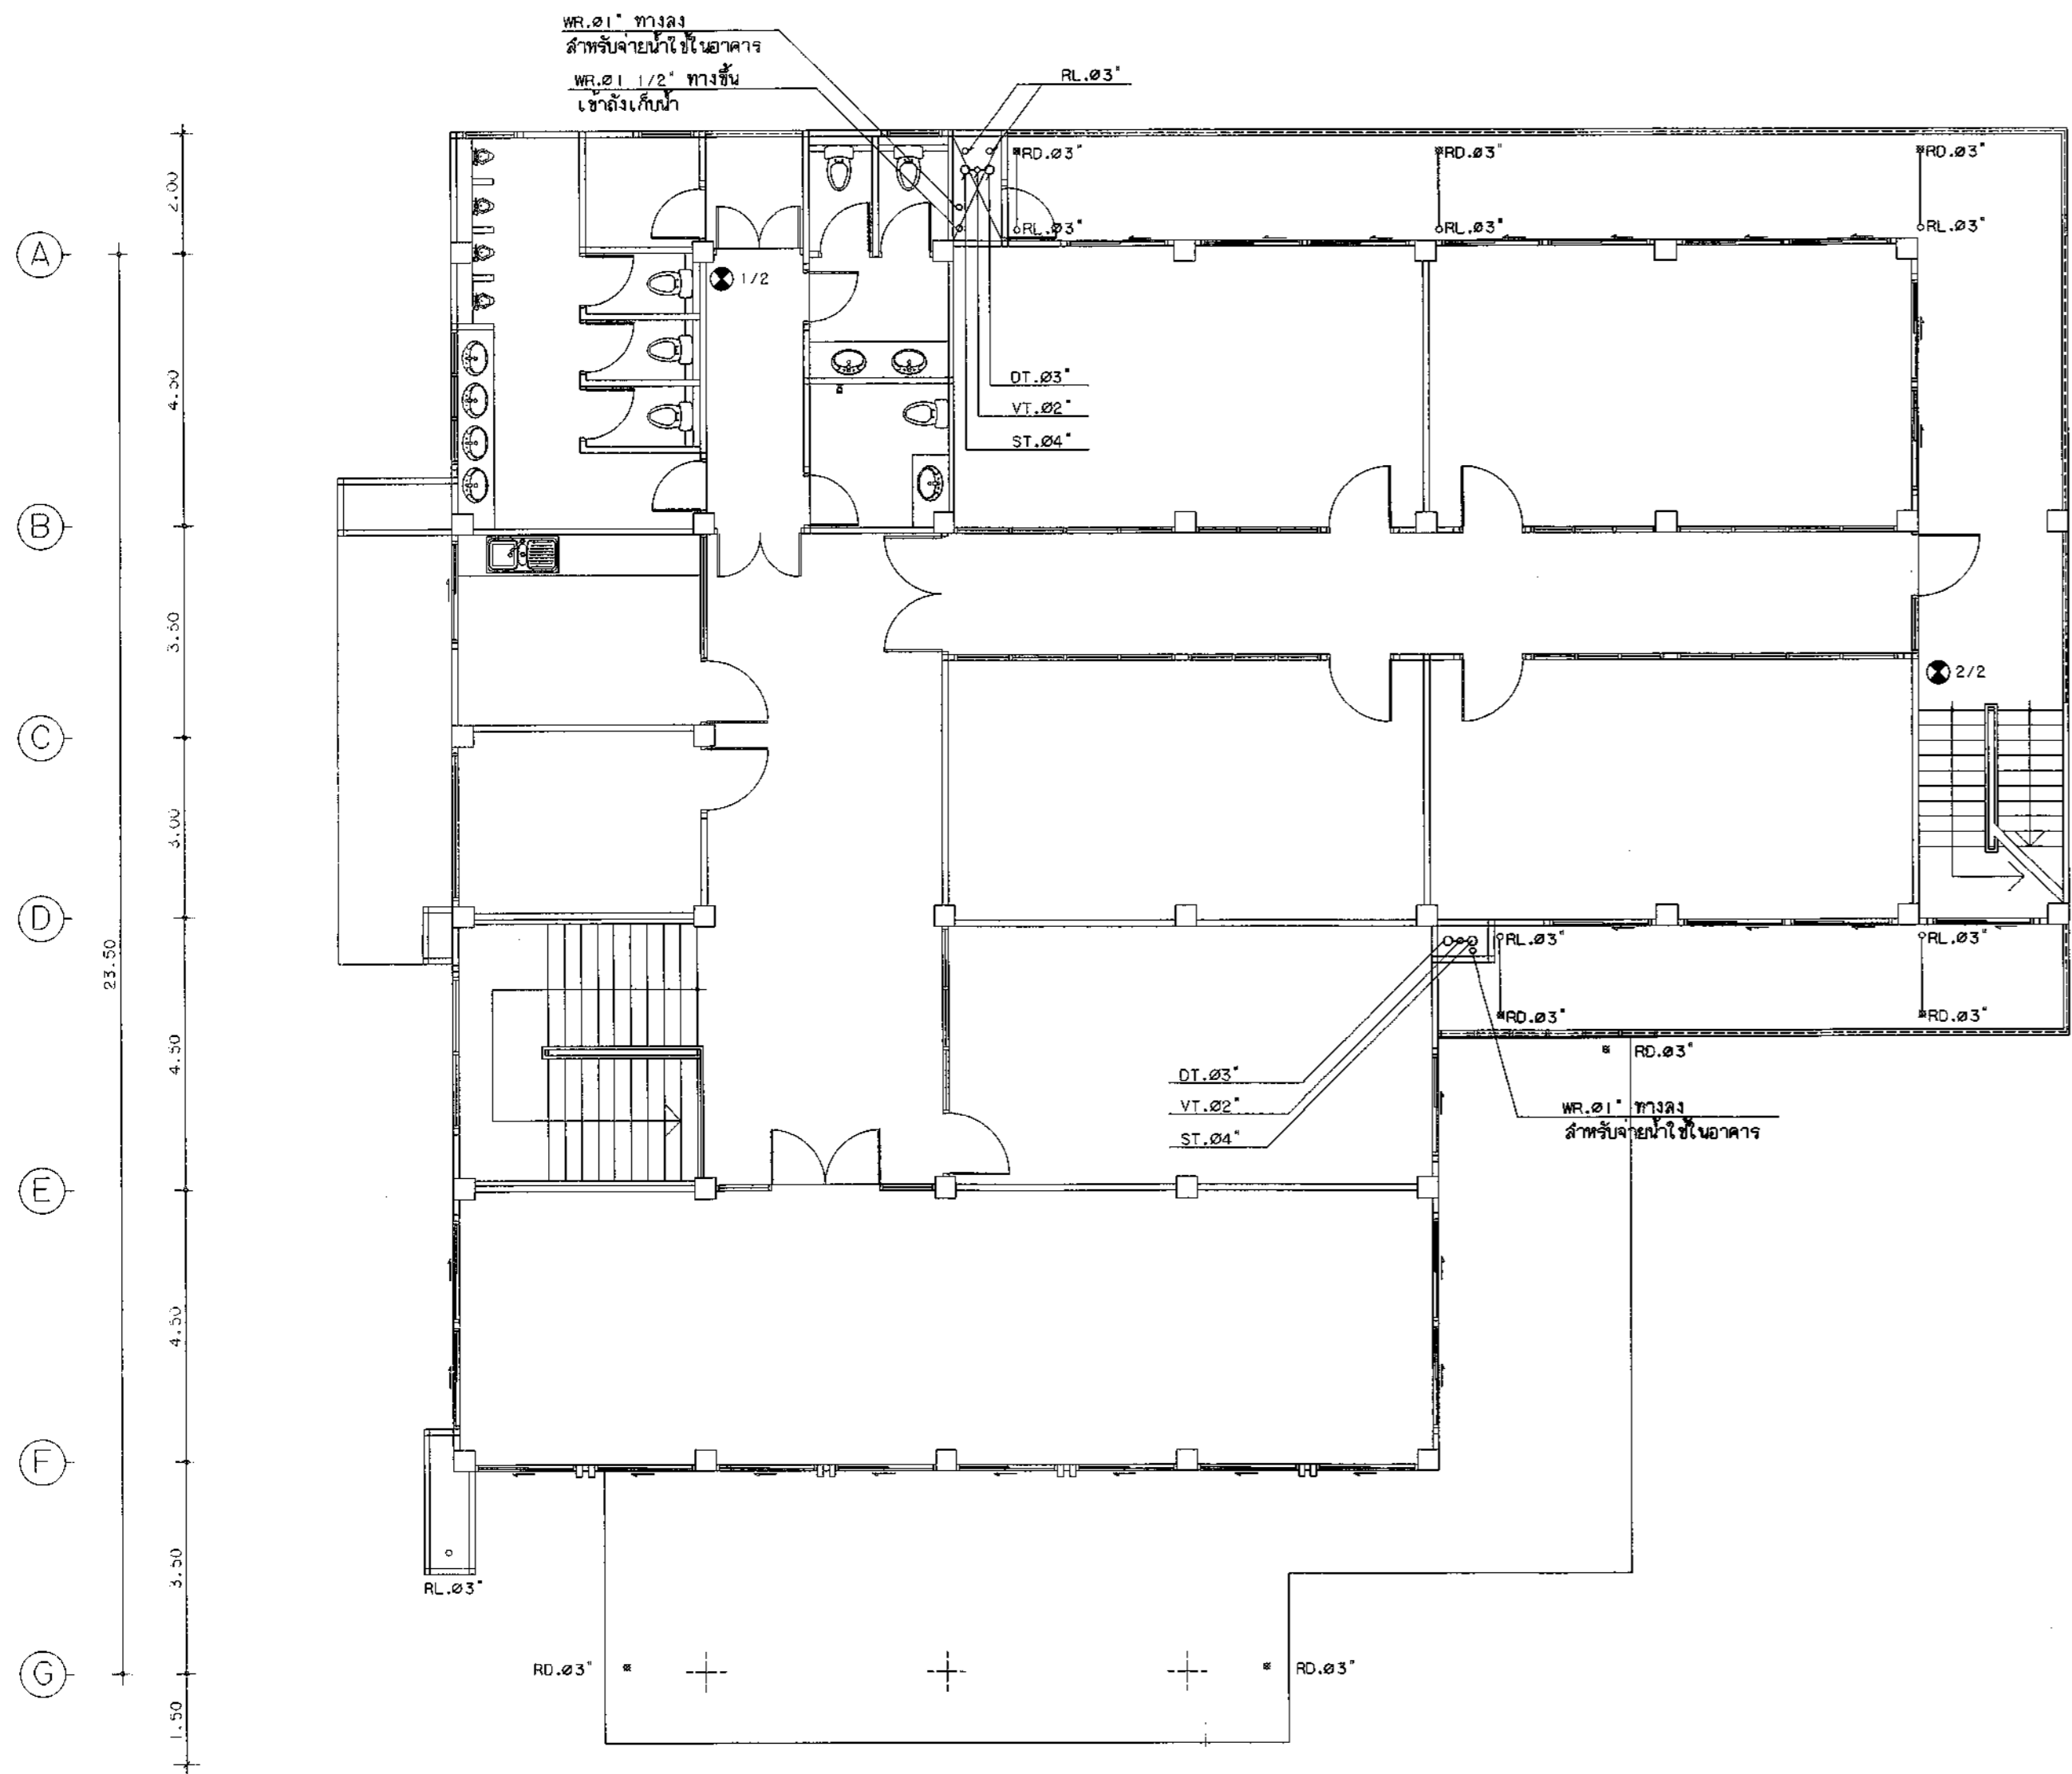 WR.Ø1" ทางลง
สำหรับจ่ายน้ำใช้ในอาคาร
WR.Ø1 1/2" ทางขึ้น
เข้าถังเก็บน้ำ
RL.Ø3"
RD.Ø3"
RD.Ø3"
RD.Ø3"
RL.Ø3"
RL.Ø3"
RL.Ø3"
2.00
A
1/2
4.50
DT.Ø3"
VT.Ø2"
ST.Ø4"
B
3.50
2/2
C
3.00
D
23.50
RL.Ø3"
RL.Ø3"
RD.Ø3"
RD.Ø3"
RD.Ø3"
4.50
DT.Ø3"
VT.Ø2"
ST.Ø4"
WR.Ø1" ทางลง
สำหรับจ่ายน้ำใช้ในอาคาร
E
4.50
F
3.50
RL.Ø3"
G
RD.Ø3"
RD.Ø3"
1.50